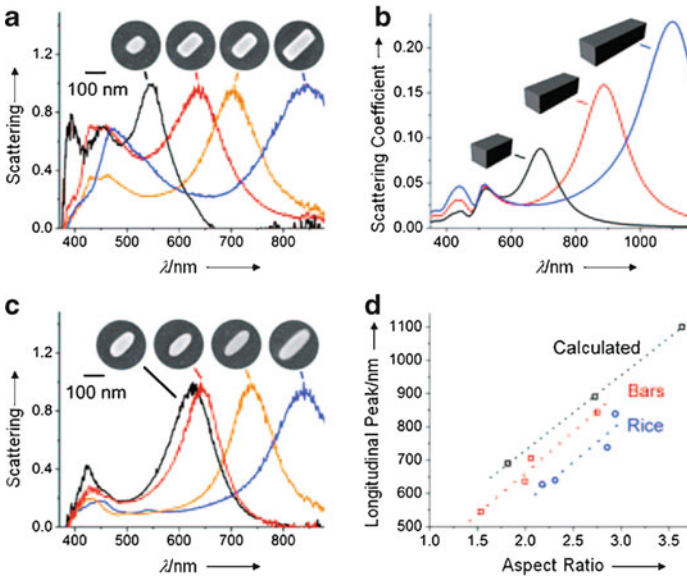 a
Scattering
1.2
0.8
0.4
0.0
100 nm
400 500 600 700 800
λ/nm
b
Scattering Coefficient
0.20
0.15
0.10
0.05
0.00
400 600 800 1000
λ/nm
c
Scattering
1.2
0.8
0.4
0.0
100 nm
400 500 600 700 800
λ/nm
d
Longitudinal Peak/nm
1100
1000
900
800
700
600
500
Calculated
Bars
Rice
1.0 1.5 2.0 2.5 3.0 3.5
Aspect Ratio